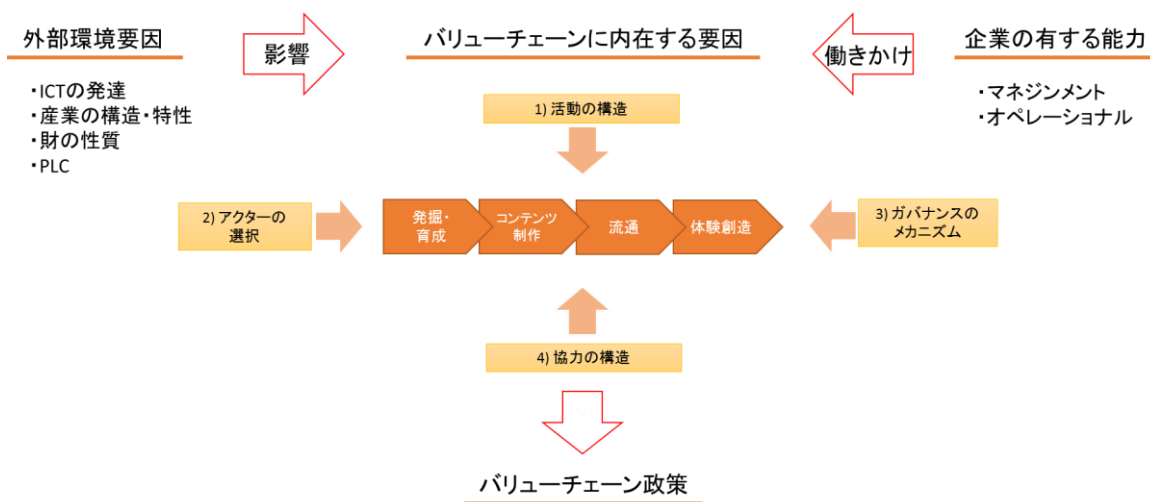 外部環境要因
影響
バリューチェーンに内在する要因
働きかけ
企業の有する能力
・ICTの発達
・産業の構造・特性
・財の性質
・PLC
・マネジンメント
・オペレーショナル
1) 活動の構造
2) アクターの
選択
発掘・
育成
コンテンツ
制作
流通
体験創造
3) ガバナンスの
メカニズム
4) 協力の構造
バリューチェーン政策